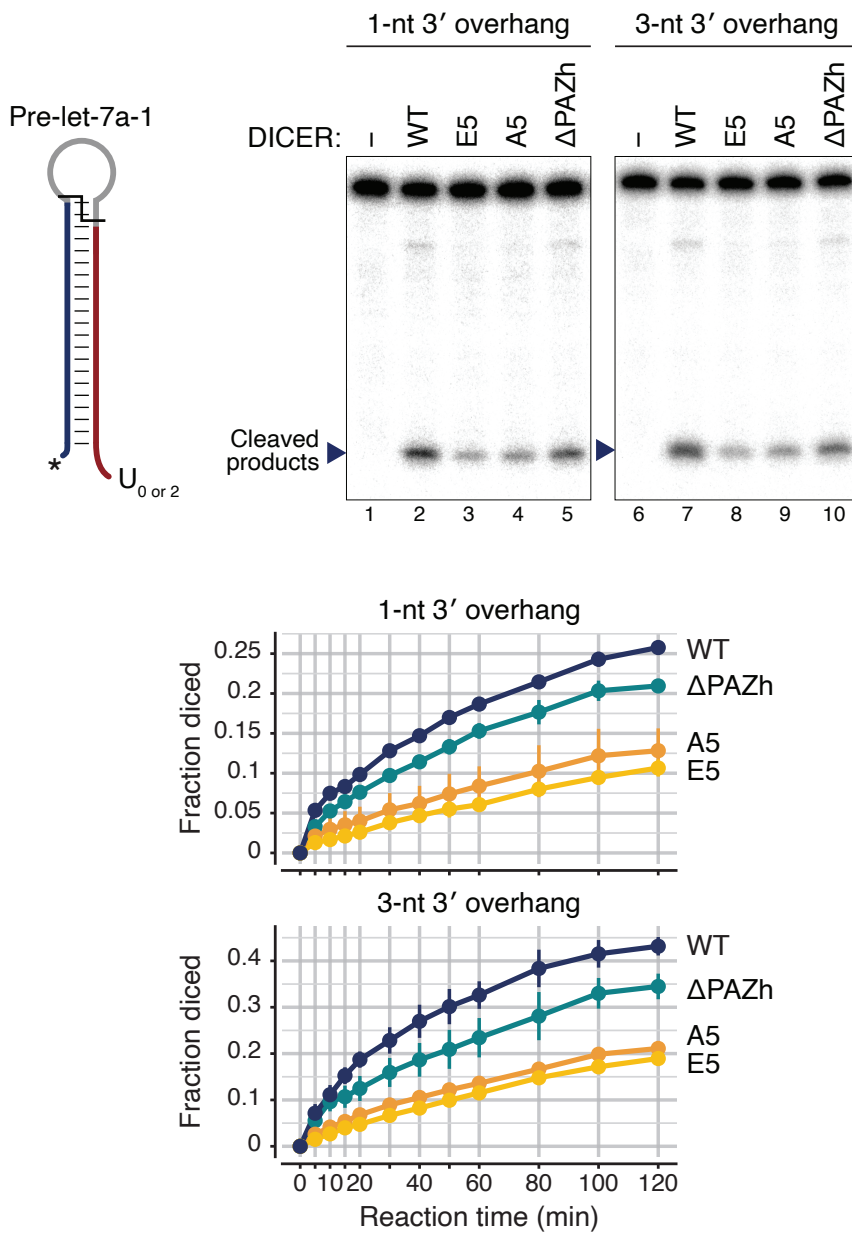 1-nt 3′ overhang 3-nt 3′ overhang
Pre-let-7a-1
DICER: – WT E5 A5 ΔPAZh – WT E5 A5 ΔPAZh
*
U0 or 2
Cleaved
products
1 2 3 4 5 6 7 8 9 10
1-nt 3′ overhang
Fraction diced
0.25
0.2
0.15
0.1
0.05
0
WT
ΔPAZh
A5
E5
3-nt 3′ overhang
Fraction diced
0.4
0.3
0.2
0.1
0
WT
ΔPAZh
A5
E5
0 10 20 40 60 80 100 120
Reaction time (min)